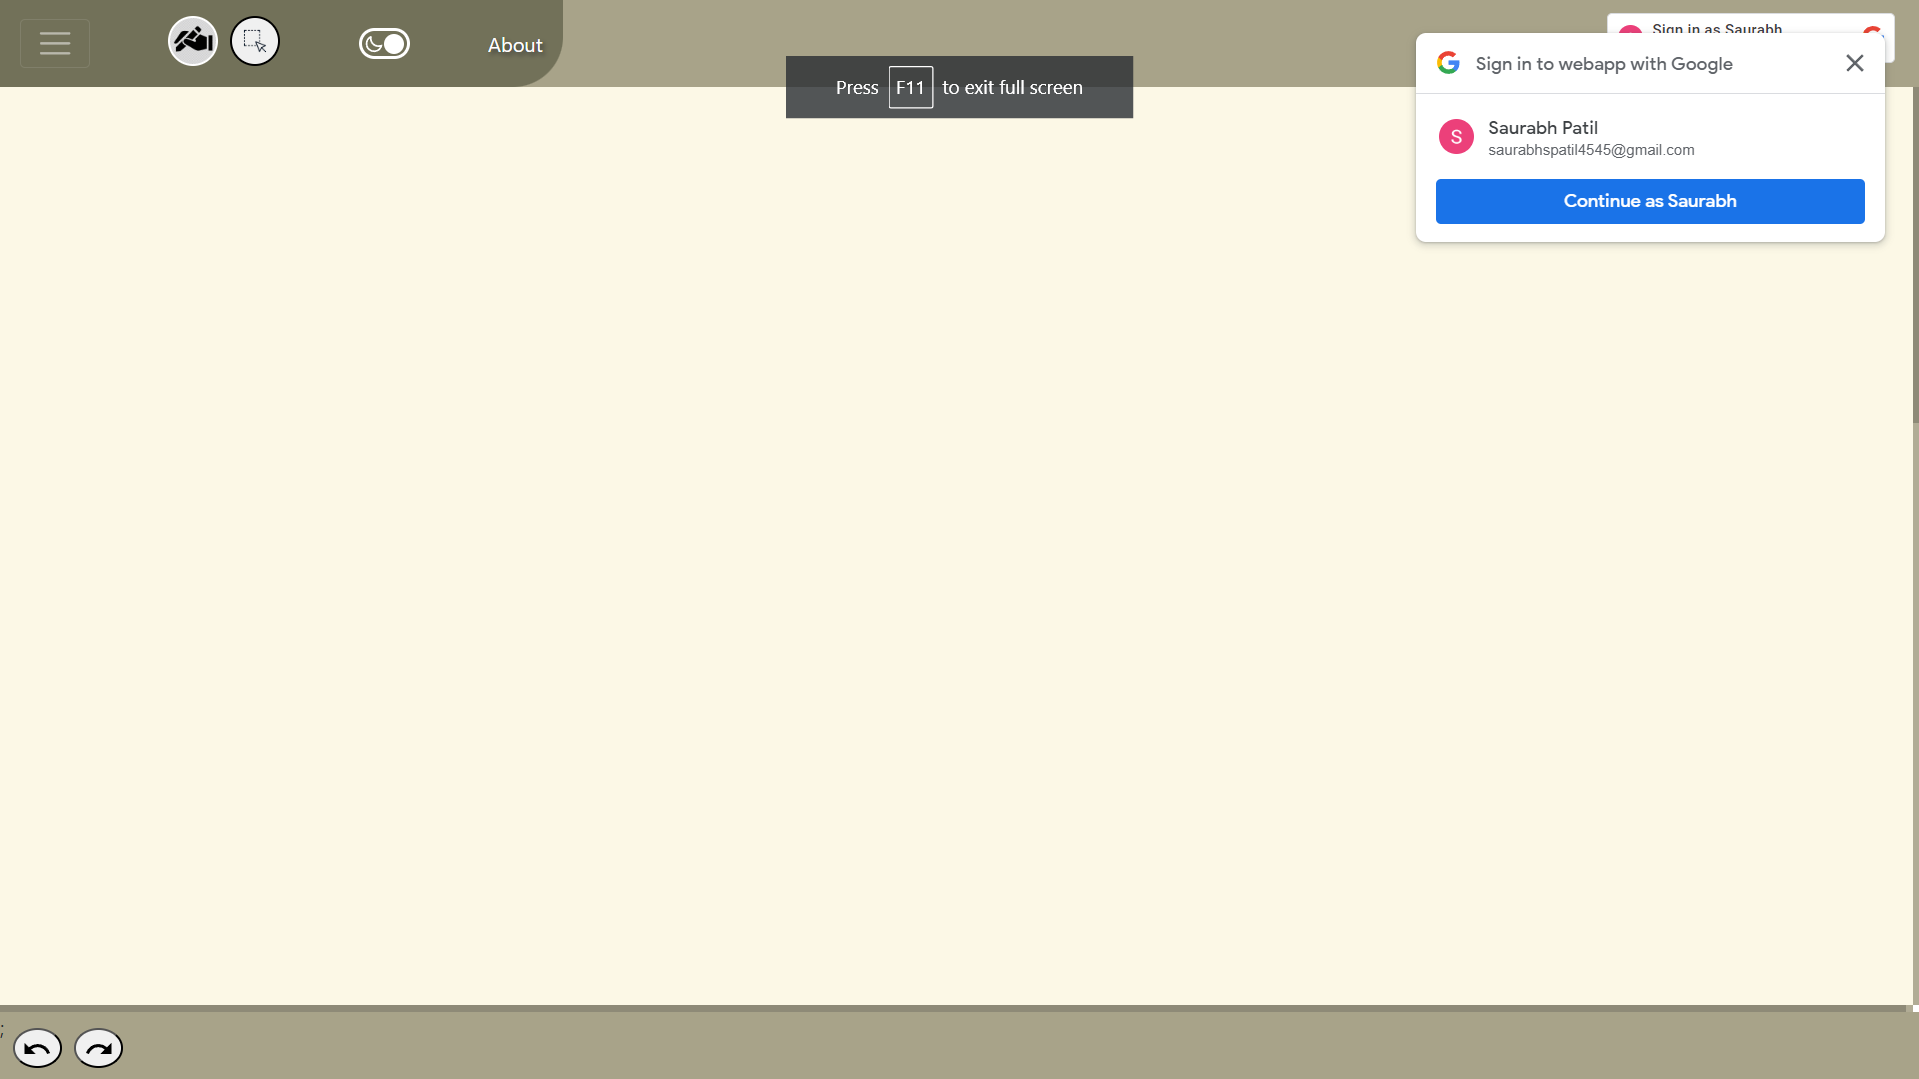 About
Sign in as Saurabh
Press F11 to exit full screen
Sign in to webapp with Google
S
Saurabh Patil
saurabhspatil4545@gmail.com
Continue as Saurabh
;